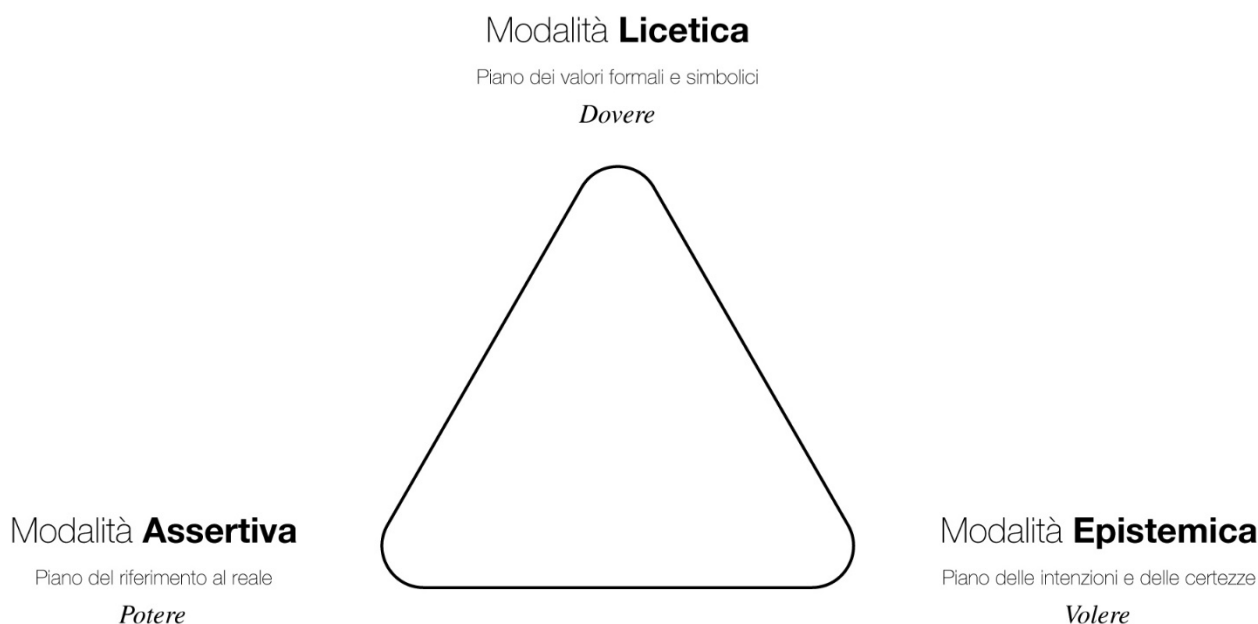 Modalità Licetica
Piano dei valori formali e simbolici
Dovere
Modalità Assertiva
Piano del riferimento al reale
Potere
Modalità Epistemica
Piano delle intenzioni e delle certezze
Volere